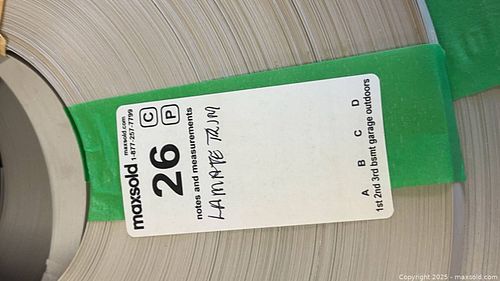 maxsold
maxsold.com
1-877-257-7799
26
C
P
notes and measurements
LAMATE TRIM
A B C D
1st 2nd 3rd bsmt garage outdoors
Copyright 2025 - maxsold.com